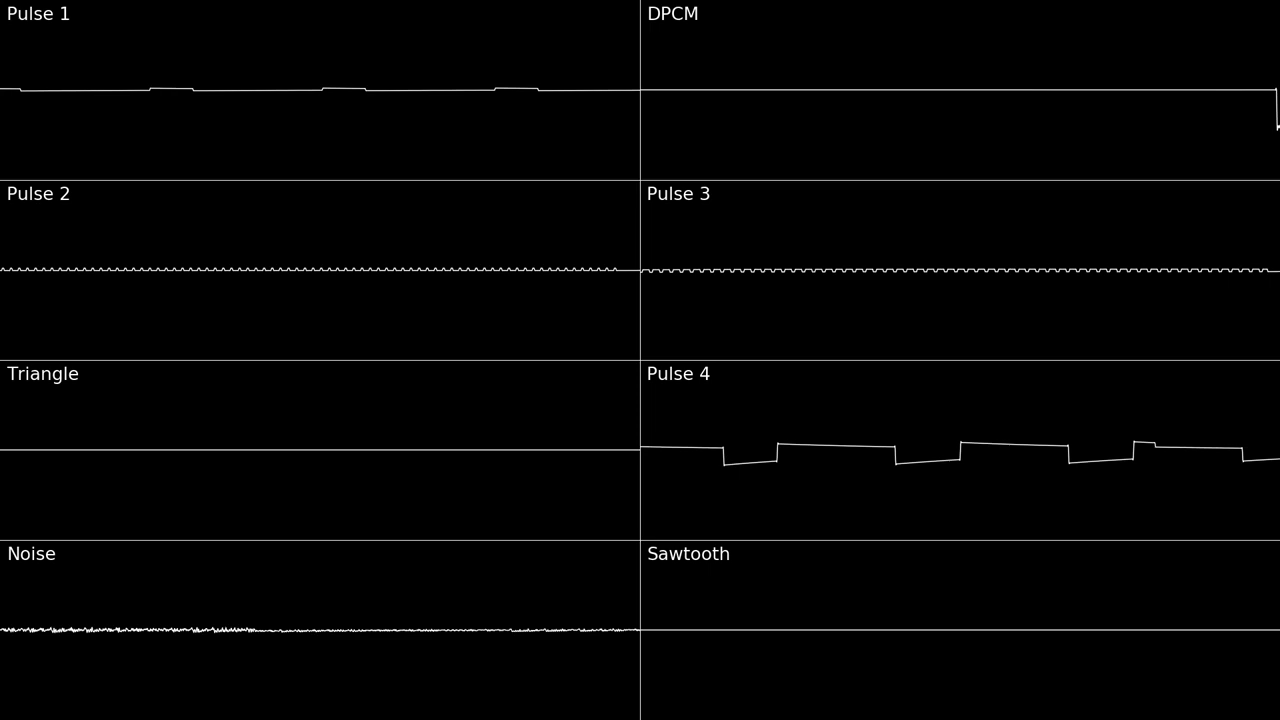 Pulse 1
DPCM
Pulse 2
Pulse 3
Triangle
Pulse 4
Noise
Sawtooth